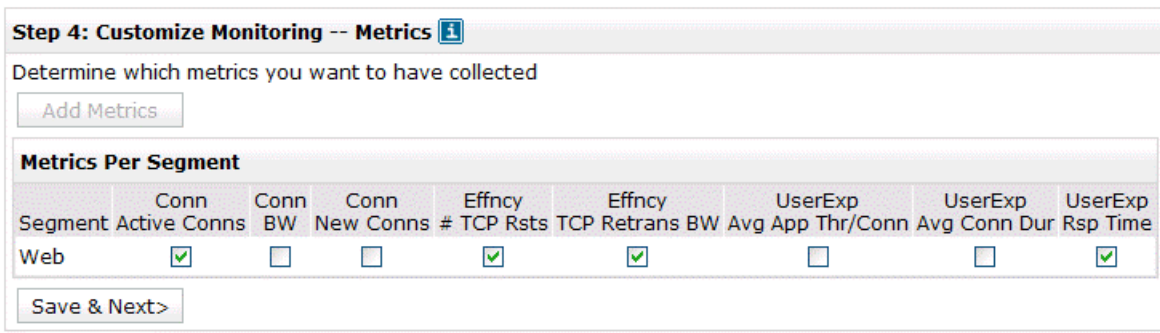 Step 4: Customize Monitoring -- Metrics i
Determine which metrics you want to have collected
Add Metrics
Metrics Per Segment
Conn Conn Conn Effncy Effncy UserExp UserExp UserExp
Segment Active Conns BW New Conns # TCP Rsts TCP Retrans BW Avg App Thr/Conn Avg Conn Dur Rsp Time
Web
Save & Next>